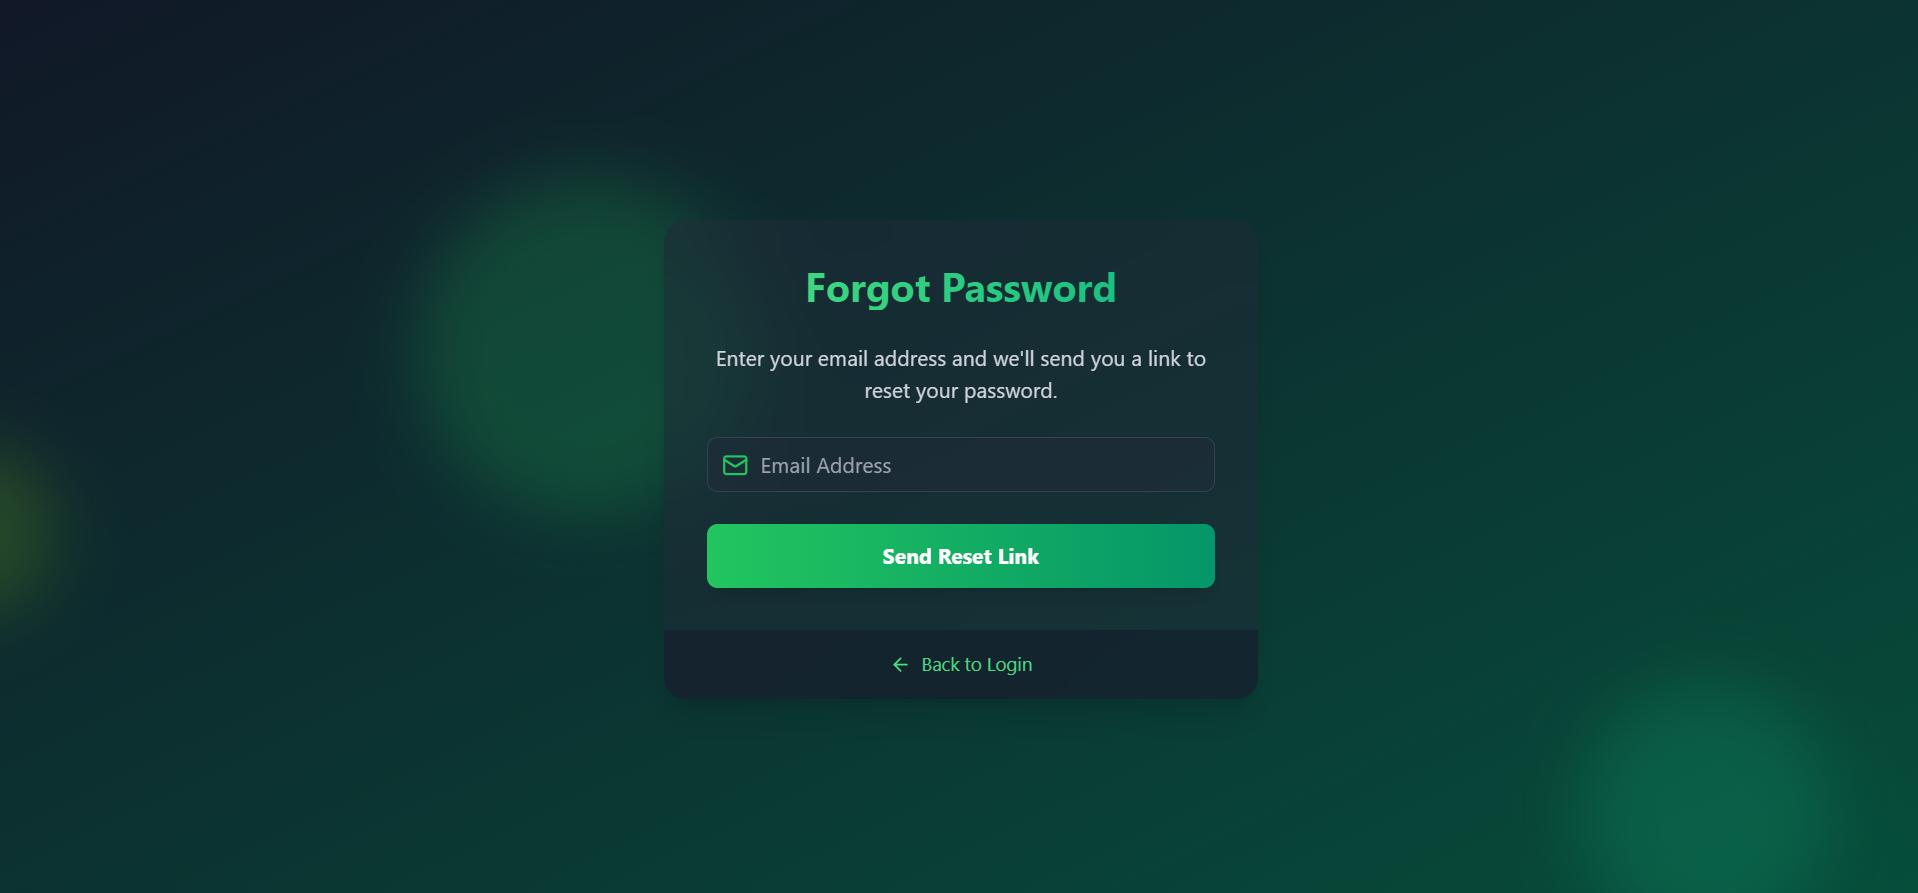 Forgot Password
Enter your email address and we'll send you a link to
reset your password.
Email Address
Send Reset Link
Back to Login